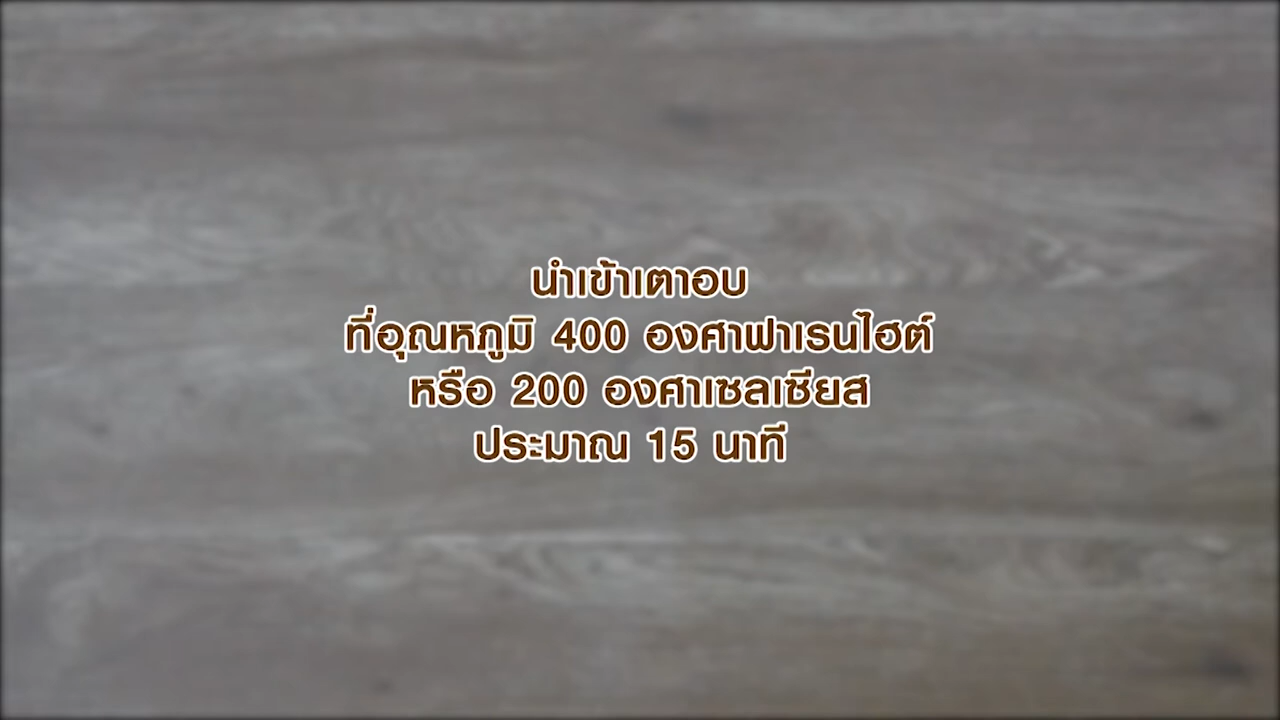 นำเข้าเตาอบ
ที่อุณหภูมิ 400 องศาฟาเรนไฮต์
หรือ 200 องศาเซลเซียส
ประมาณ 15 นาที